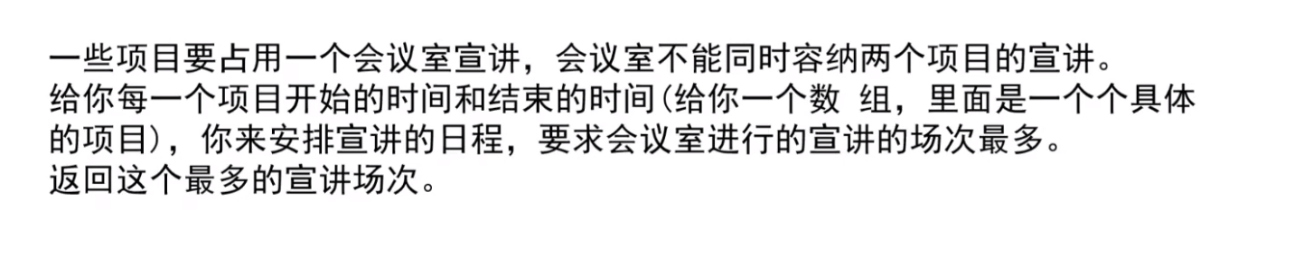 一些项目要占用一个会议室宣讲，会议室不能同时容纳两个项目的宣讲。
给你每一个项目开始的时间和结束的时间(给你一个数 组，里面是一个个具体
的项目)，你来安排宣讲的日程，要求会议室进行的宣讲的场次最多。
返回这个最多的宣讲场次。